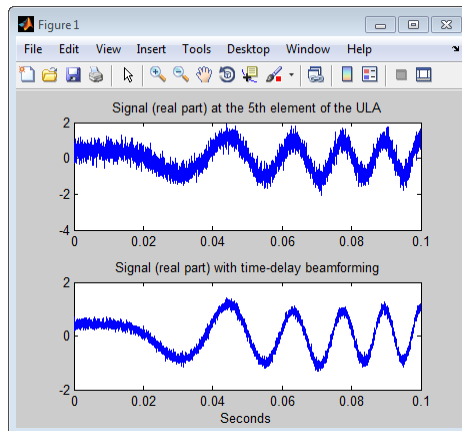 Figure 1
File Edit View Insert Tools Desktop Window Help
Signal (real part) at the 5th element of the ULA
2
0
-2
-4
0 0.02 0.04 0.06 0.08 0.1
Signal (real part) with time-delay beamforming
2
0
-2
0 0.02 0.04 0.06 0.08 0.1
Seconds